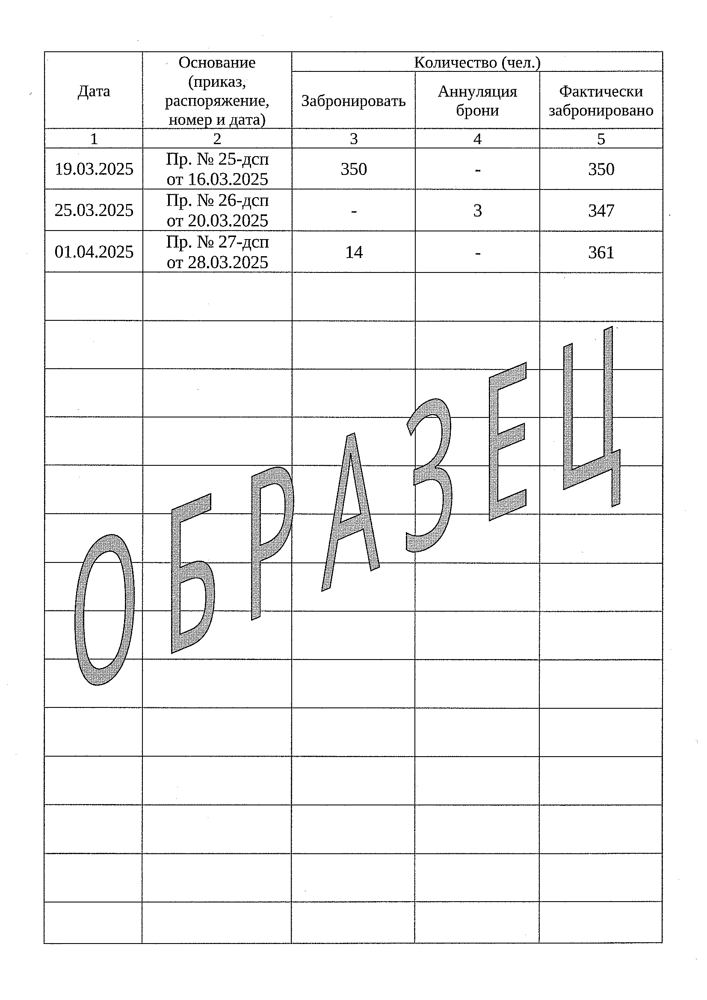 Дата
Основание
(приказ,
распоряжение,
номер и дата)
Количество (чел.)
Забронировать
Аннуляция
брони
Фактически
забронировано
1 2 3 4 5
19.03.2025
Пр. № 25-дсп
от 16.03.2025
350 - 350
25.03.2025
Пр. № 26-дсп
от 20.03.2025
- 3 347
01.04.2025
Пр. № 27-дсп
от 28.03.2025
14 - 361
ОБРАЗЕЦ